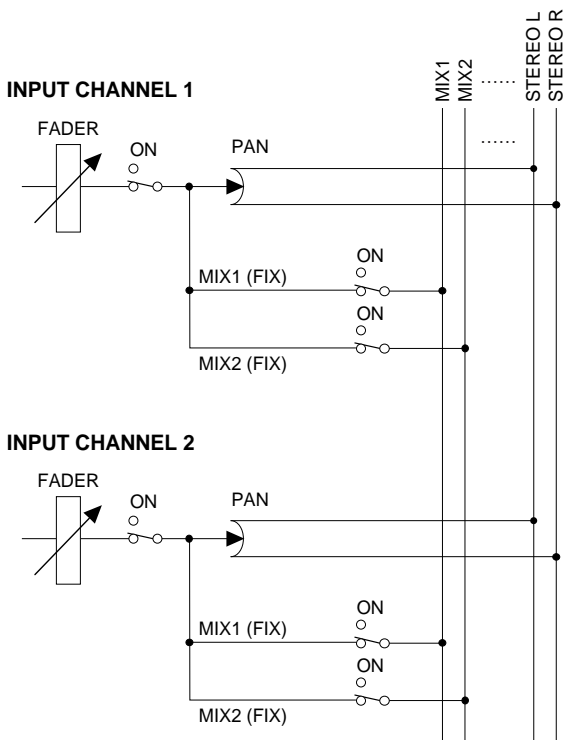 MIX1
MIX2
......
STEREO L
STEREO R
......
INPUT CHANNEL 1
FADER
ON
PAN
MIX1 (FIX)
ON
ON
MIX2 (FIX)
INPUT CHANNEL 2
FADER
ON
PAN
MIX1 (FIX)
ON
ON
MIX2 (FIX)